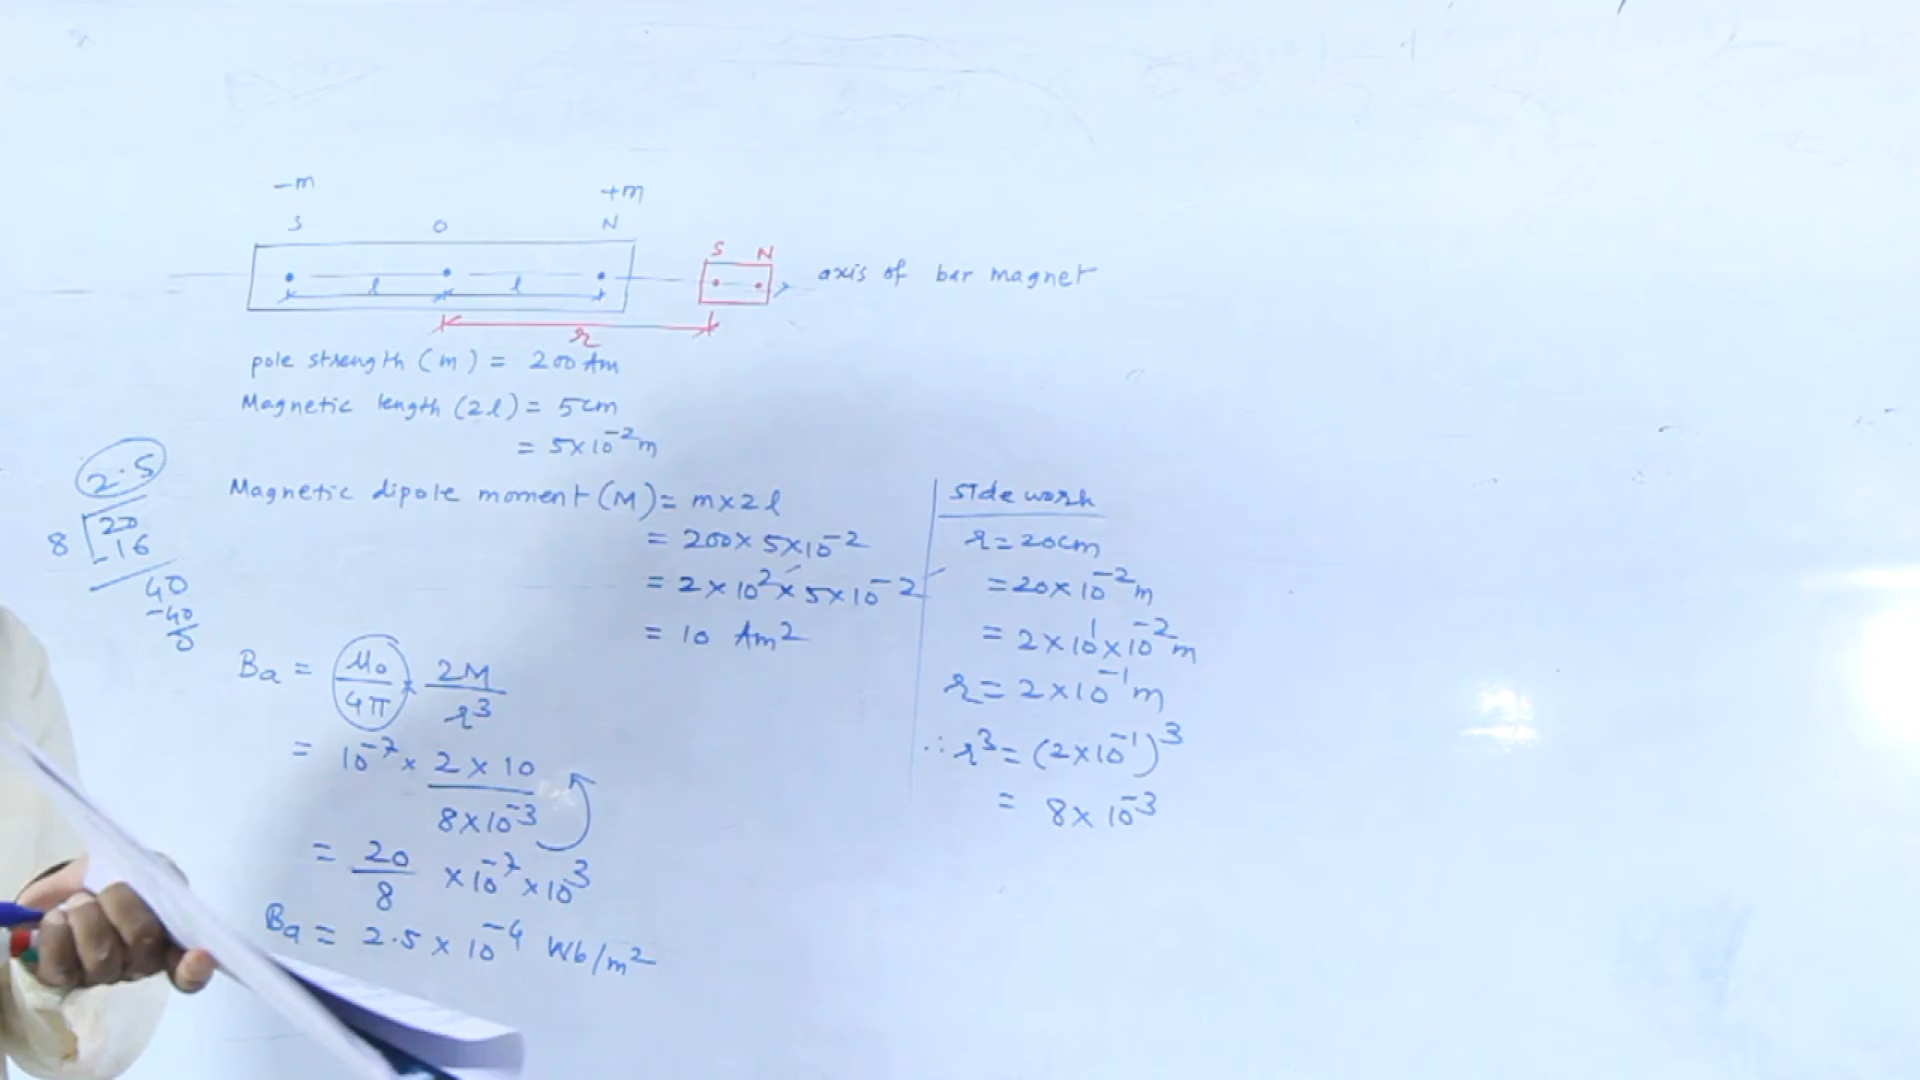 -m +m
S O N
S N
l l
axis of bar magnet
r
pole strength (m) = 200 Am
Magnetic length (2l) = 5cm
= 5×10⁻²m
Magnetic dipole moment (M) = m×2l
= 200×5×10⁻²
= 2×10²×5×10⁻²
= 10 Am²
2.5
8 20
-16
40
-40
0
Ba = μ₀/4π × 2M/r³
= 10⁻⁷ × 2×10/8×10⁻³
= 20/8 ×10⁻⁷×10³
Ba = 2.5×10⁻⁴ Wb/m²
Side work
r=20cm
=20×10⁻²m
= 2×10¹×10⁻²m
r= 2×10⁻¹m
∴ r³= (2×10⁻¹)³
= 8×10⁻³